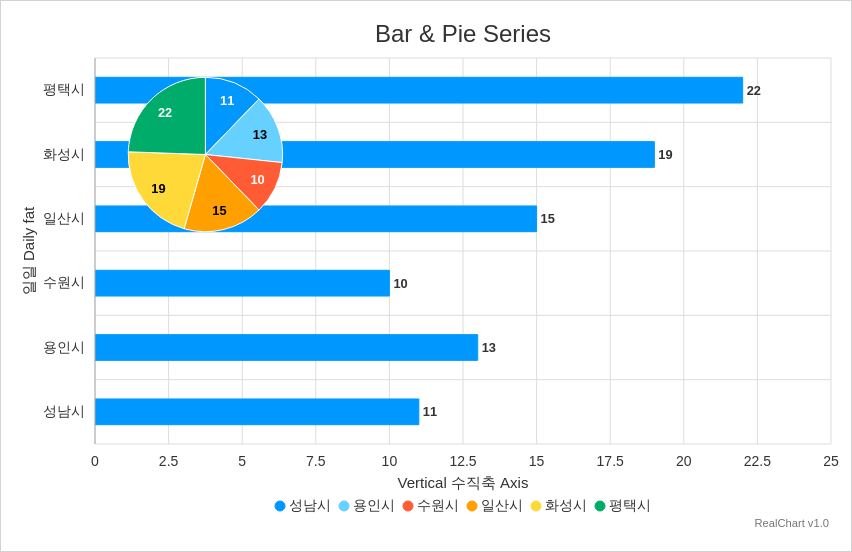 Bar & Pie Series
일일 Daily fat
평택시
22
화성시
19
일산시
15
수원시
10
용인시
13
성남시
11
11
13
10
15
19
22
0 2.5 5 7.5 10 12.5 15 17.5 20 22.5 25
Vertical 수직축 Axis
성남시 용인시 수원시 일산시 화성시 평택시
RealChart v1.0